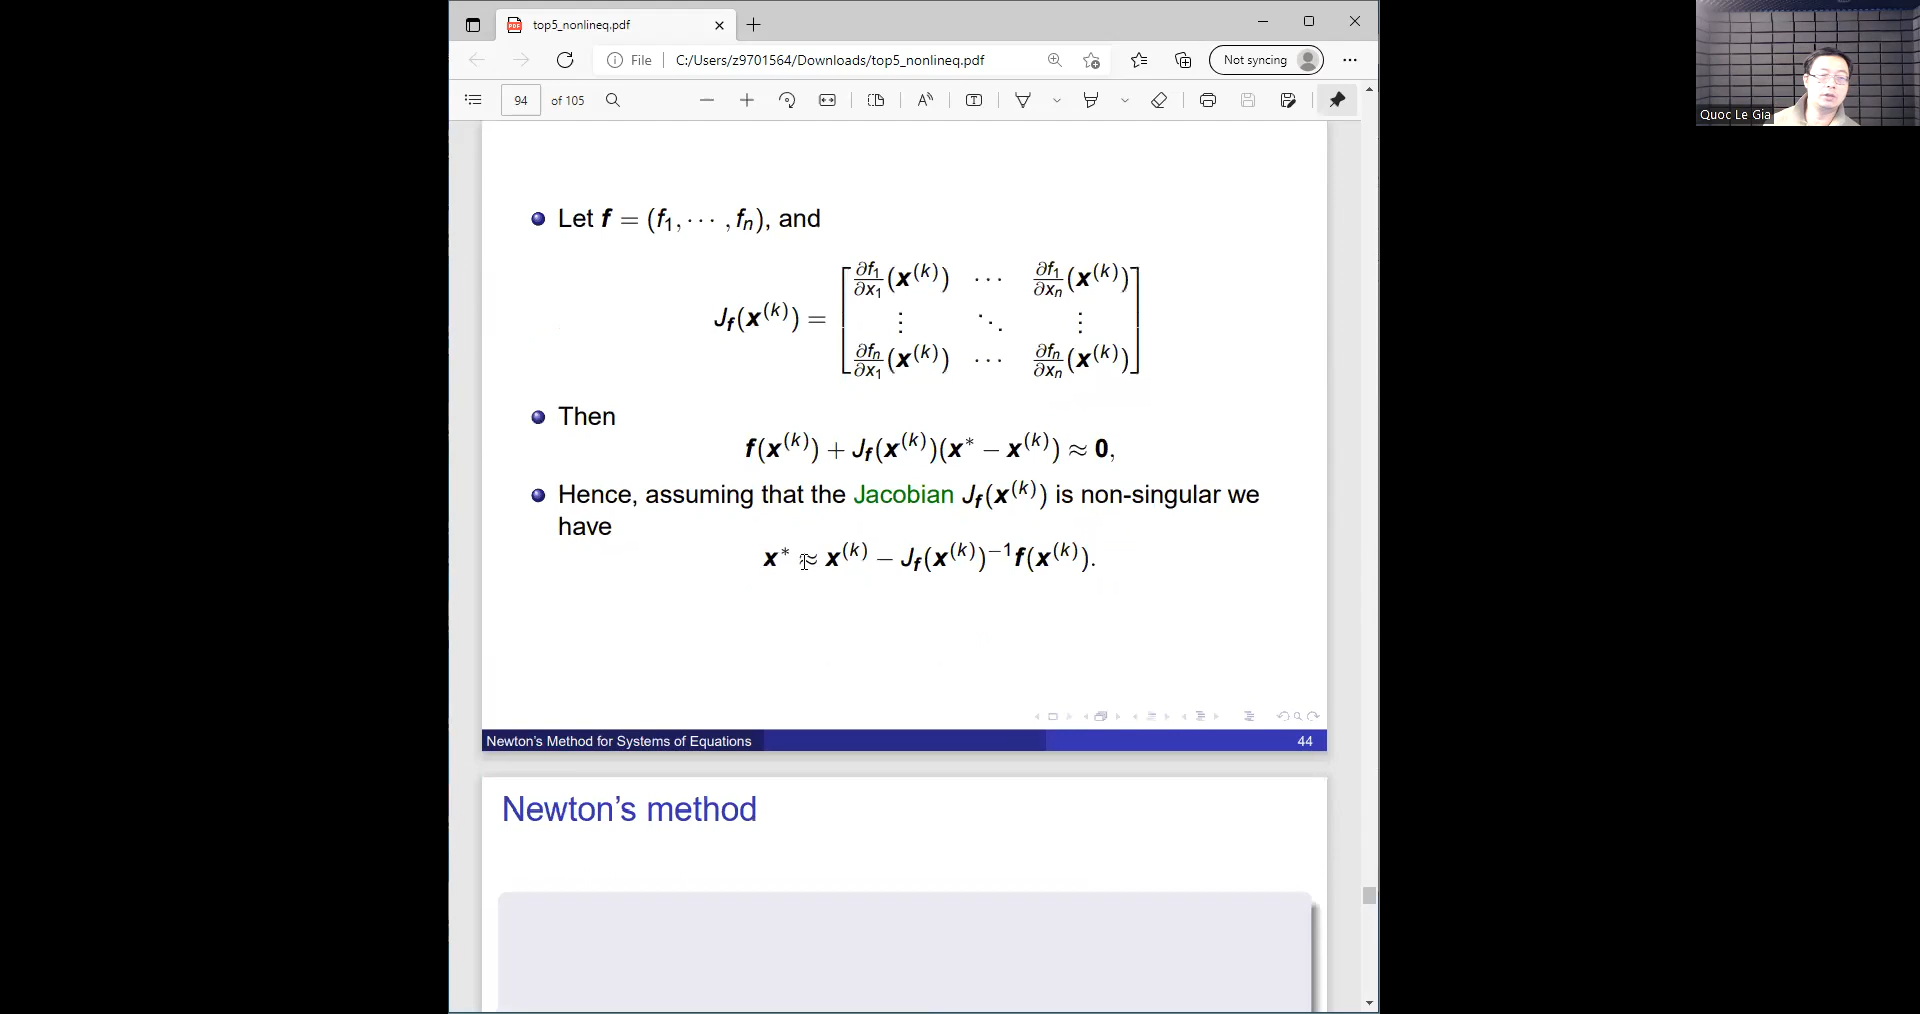 top5_nonlineq.pdf
File
C:/Users/z9701564/Downloads/top5_nonlineq.pdf
Not syncing
94 of 105
Quoc Le Gia
Let f = (f₁, ⋯ , fₙ), and
J_f(x^(k)) = [ ∂f₁/∂x₁ (x^(k)) ⋯ ∂f₁/∂xₙ (x^(k))
⋮ ⋱ ⋮
∂fₙ/∂x₁ (x^(k)) ⋯ ∂fₙ/∂xₙ (x^(k)) ]
Then
f(x^(k)) + J_f(x^(k))(x* − x^(k)) ≈ 0,
Hence, assuming that the Jacobian J_f(x^(k)) is non-singular we
have
x* ≈ x^(k) − J_f(x^(k))^−1 f(x^(k)).
Newton's Method for Systems of Equations 44
Newton's method